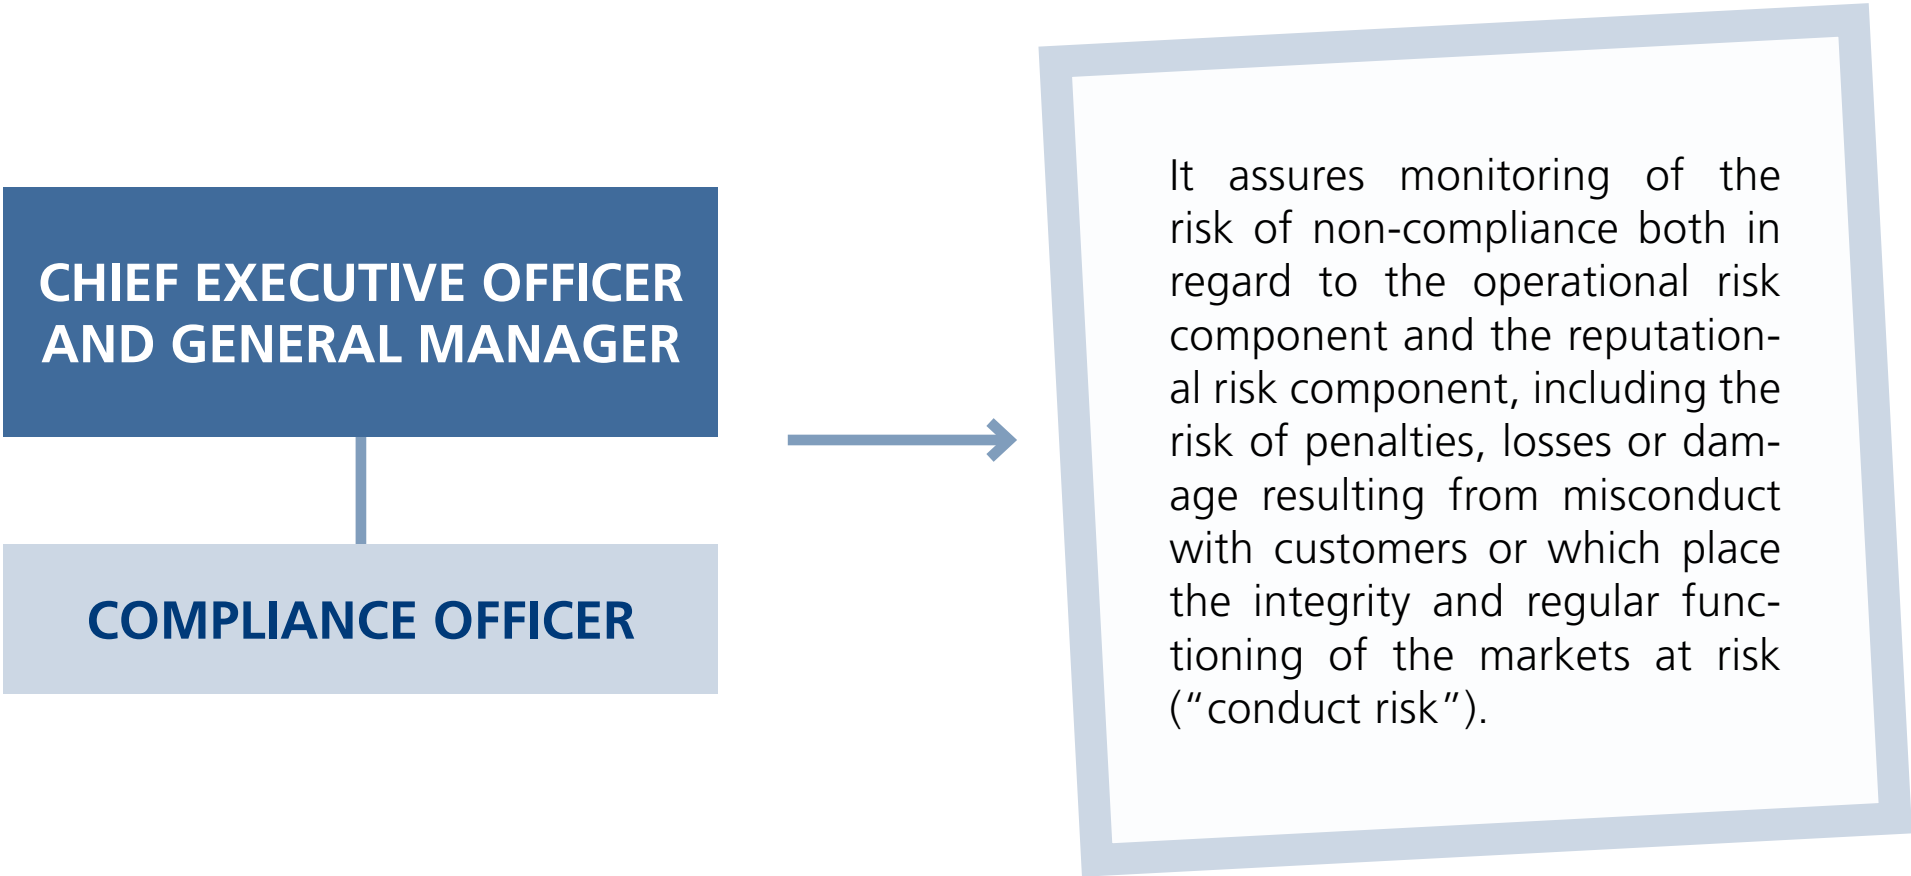 CHIEF EXECUTIVE OFFICER
AND GENERAL MANAGER
COMPLIANCE OFFICER
It assures monitoring of the
risk of non-compliance both in
regard to the operational risk
component and the reputation-
al risk component, including the
risk of penalties, losses or dam-
age resulting from misconduct
with customers or which place
the integrity and regular func-
tioning of the markets at risk
(“conduct risk”).